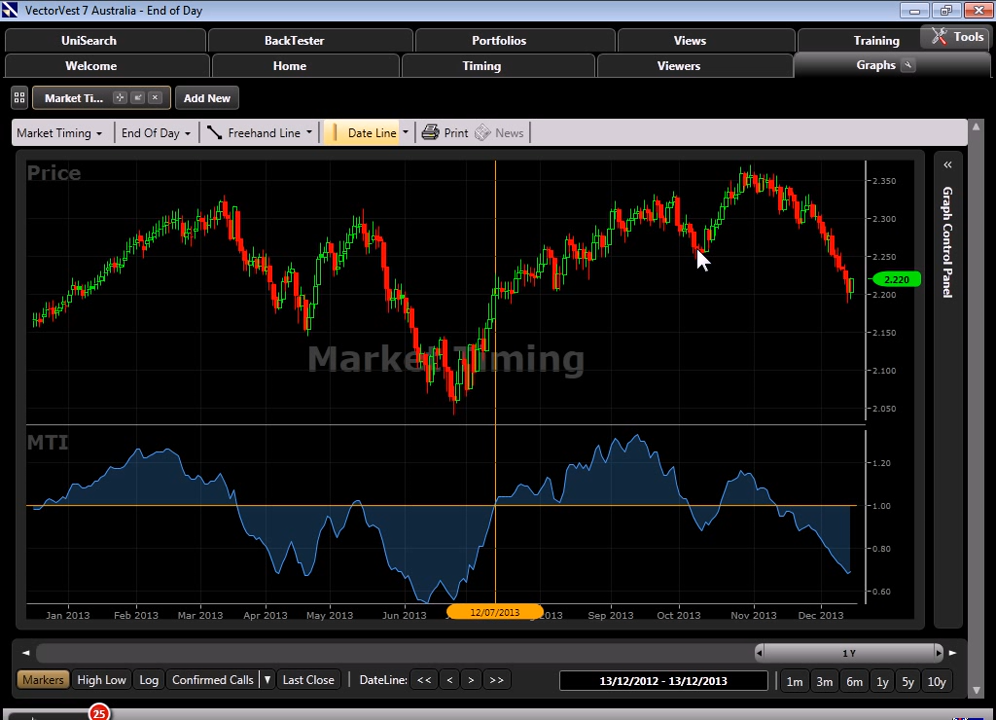 VectorVest 7 Australia - End of Day
UniSearch BackTester Portfolios Views Training Tools
Welcome Home Timing Viewers Graphs
Market Ti... Add New
Market Timing End Of Day Freehand Line Date Line Print News
Price
2.350
2.300
2.250
2.220
2.200
2.150
2.100
2.050
Market Timing
MTI
1.20
1.00
0.80
0.60
Jan 2013 Feb 2013 Mar 2013 Apr 2013 May 2013 Jun 2013 12/07/2013 Sep 2013 Oct 2013 Nov 2013 Dec 2013
Graph Control Panel
1 Y
Markers High Low Log Confirmed Calls Last Close DateLine: << < > >> 13/12/2012 - 13/12/2013 1m 3m 6m 1y 5y 10y
25